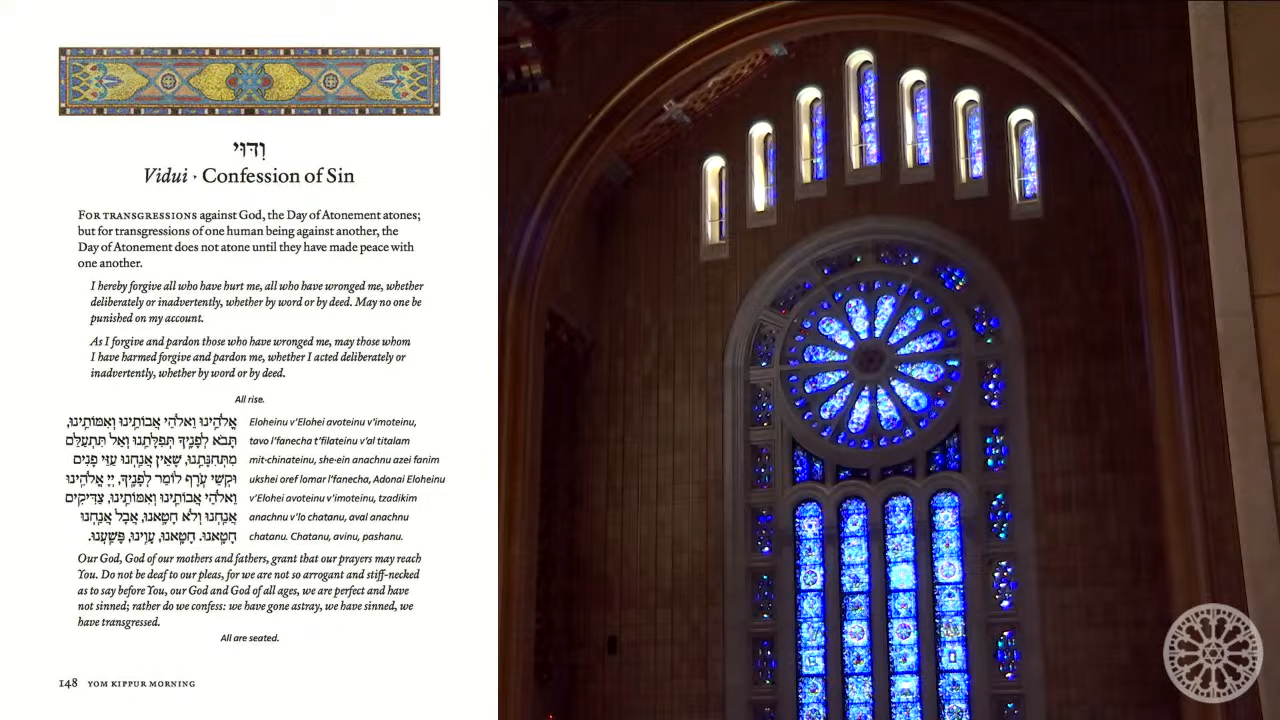 וִדּוּי
Vidui · Confession of Sin
FOR TRANSGRESSIONS against God, the Day of Atonement atones;
but for transgressions of one human being against another, the
Day of Atonement does not atone until they have made peace with
one another.
I hereby forgive all who have hurt me, all who have wronged me, whether
deliberately or inadvertently, whether by word or by deed. May no one be
punished on my account.
As I forgive and pardon those who have wronged me, may those whom
I have harmed forgive and pardon me, whether I acted deliberately or
inadvertently, whether by word or by deed.
All rise.
אֱלֹהֵֽינוּ וֵאלֹהֵי אֲבוֹתֵֽינוּ וְאִמּוֹתֵֽינוּ,
תָּבֹא לְפָנֶֽיךָ תְּפִלָּתֵֽנוּ וְאַל תִּתְעַלַּם
מִתְּחִנָּתֵֽנוּ, שֶׁאֵין אֲנַֽחְנוּ עַזֵּי פָנִים
וּקְשֵׁי עֹֽרֶף לוֹמַר לְפָנֶֽיךָ, יְיָ אֱלֹהֵֽינוּ
וֵאלֹהֵי אֲבוֹתֵֽינוּ וְאִמּוֹתֵֽינוּ, צַדִּיקִים
אֲנַֽחְנוּ וְלֹא חָטָֽאנוּ, אֲבָל אֲנַֽחְנוּ
חָטָֽאנוּ. חָטָֽאנוּ, עָוִֽינוּ, פָּשָֽׁעְנוּ.
Eloheinu v'Elohei avoteinu v'imoteinu,
tavo l'fanecha t'filateinu v'al titalam
mit-chinateinu, she-ein anachnu azei fanim
ukshei oref lomar l'fanecha, Adonai Eloheinu
v'Elohei avoteinu v'imoteinu, tzadikim
anachnu v'lo chatanu, aval anachnu
chatanu. Chatanu, avinu, pashanu.
Our God, God of our mothers and fathers, grant that our prayers may reach
You. Do not be deaf to our pleas, for we are not so arrogant and stiff-necked
as to say before You, our God and God of all ages, we are perfect and have
not sinned; rather do we confess: we have gone astray, we have sinned, we
have transgressed.
All are seated.
148 YOM KIPPUR MORNING